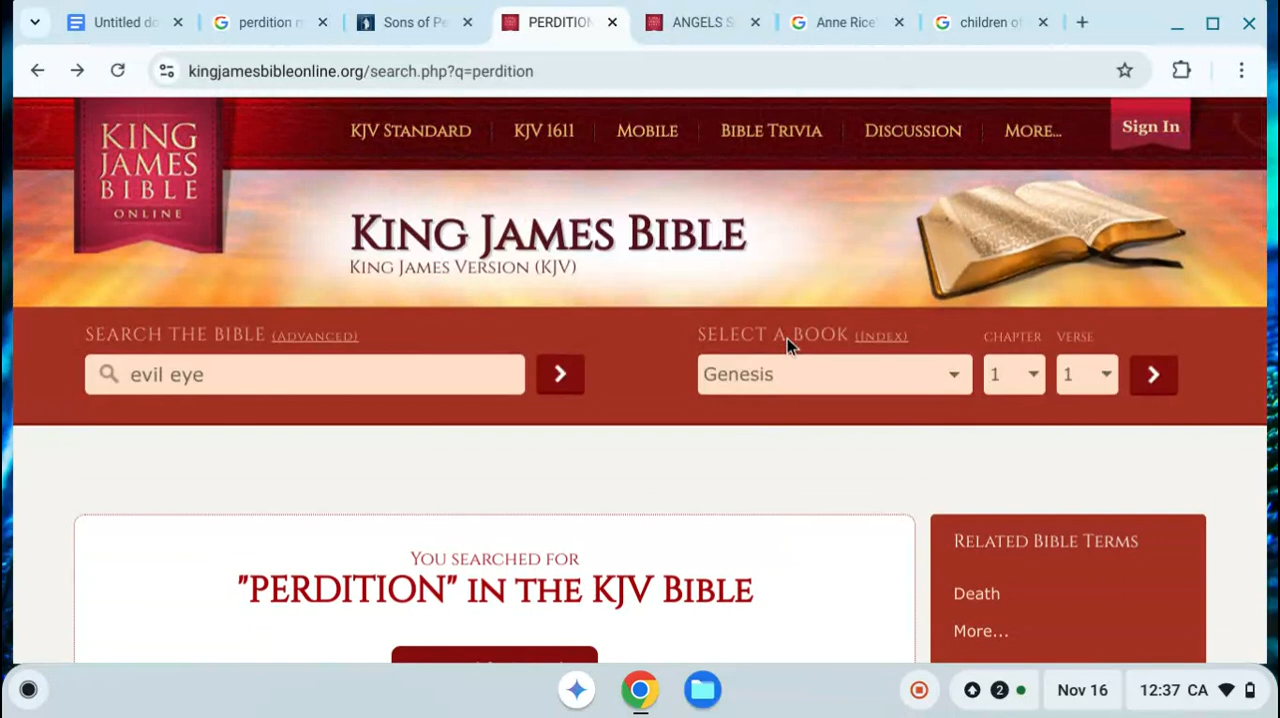 Untitled do
perdition m
Sons of Pe
PERDITION
ANGELS S
Anne Rice'
children of
kingjamesbibleonline.org/search.php?q=perdition
KING
JAMES
BIBLE
ONLINE
KJV STANDARD
KJV 1611
MOBILE
BIBLE TRIVIA
DISCUSSION
MORE...
Sign In
KING JAMES BIBLE
KING JAMES VERSION (KJV)
SEARCH THE BIBLE (ADVANCED)
SELECT A BOOK (INDEX)
CHAPTER
VERSE
evil eye
Genesis
1
1
YOU SEARCHED FOR
"PERDITION" IN THE KJV BIBLE
RELATED BIBLE TERMS
Death
More...
2
Nov 16
12:37 CA